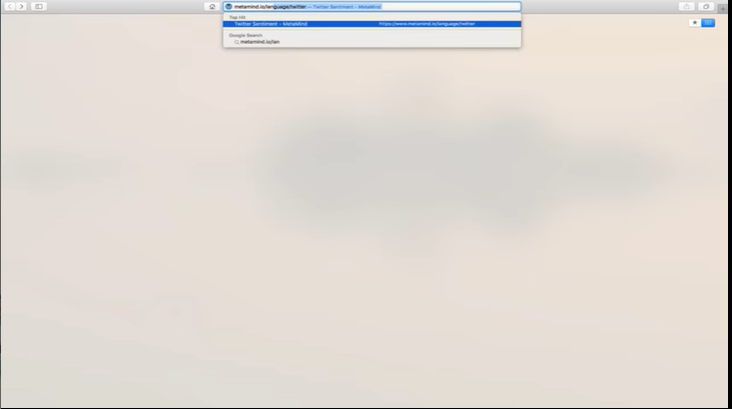 metamind.io/language/twitter — Twitter Sentiment - MetaMind
Top Hit
Twitter Sentiment - MetaMind https://www.metamind.io/language/twitter
Google Search
metamind.io/lan